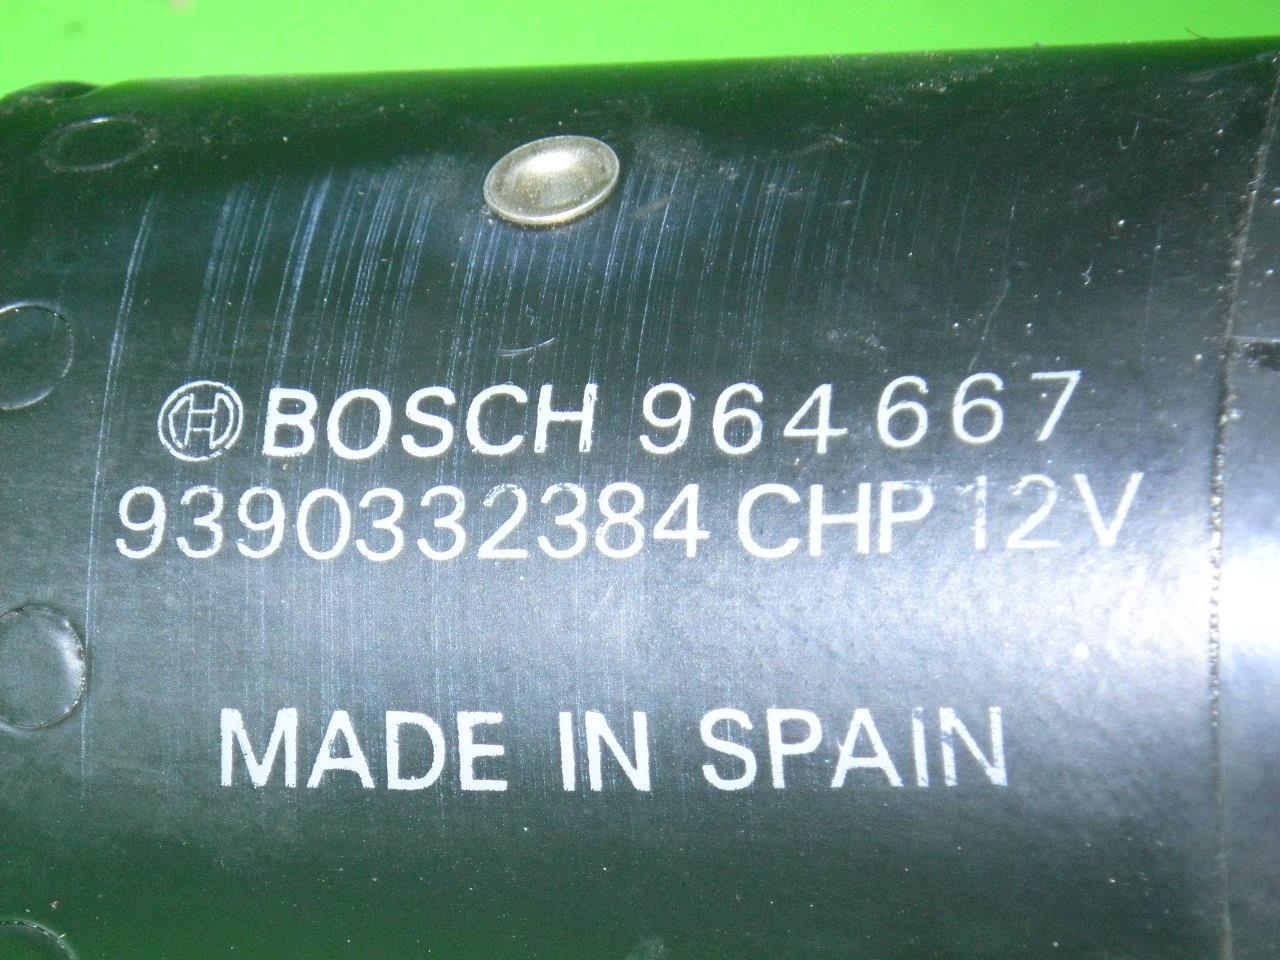 BOSCH 964667
9390332384 CHP 12V
MADE IN SPAIN